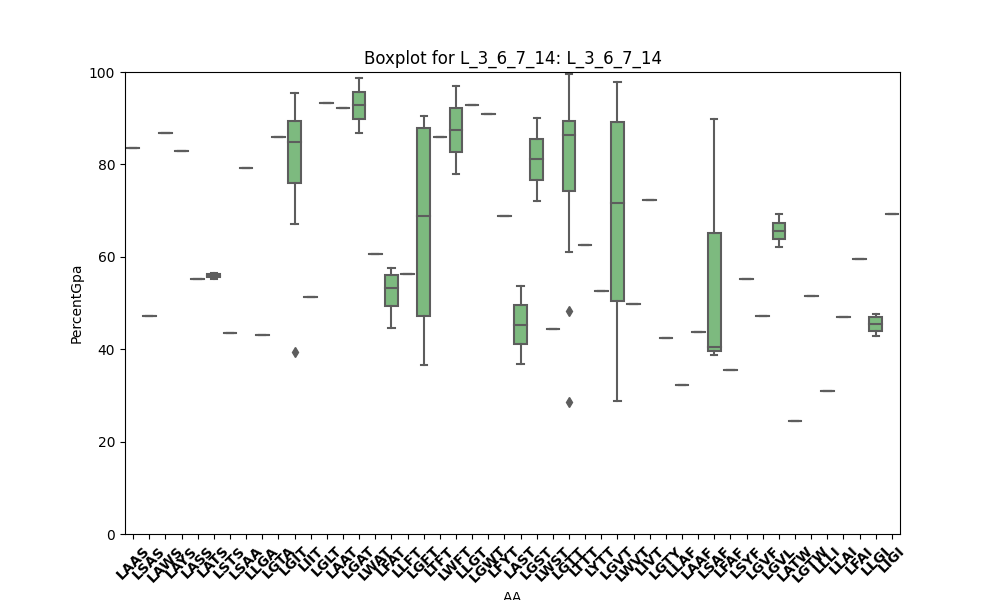 Boxplot for L_3_6_7_14: L_3_6_7_14
PercentGpa
100
80
60
40
20
0
LAAS LSAS LAWS LAYS LASS LATS LSTS LSAA LLGA LGTA LGIT LIIT LGLT LAAT LGAT LWAT LFAT LLFT LGFT LTFT LWFT LLGT LGWT LFYT LAST LGST LWST LGTT LTTT LYTT LGVT LWVT LIVT LGTY LLAF LAAF LSAF LFAF LSYF LGVF LGVL LATW LGTW LLLI LLAI LFAI LLGI LIGI
AA